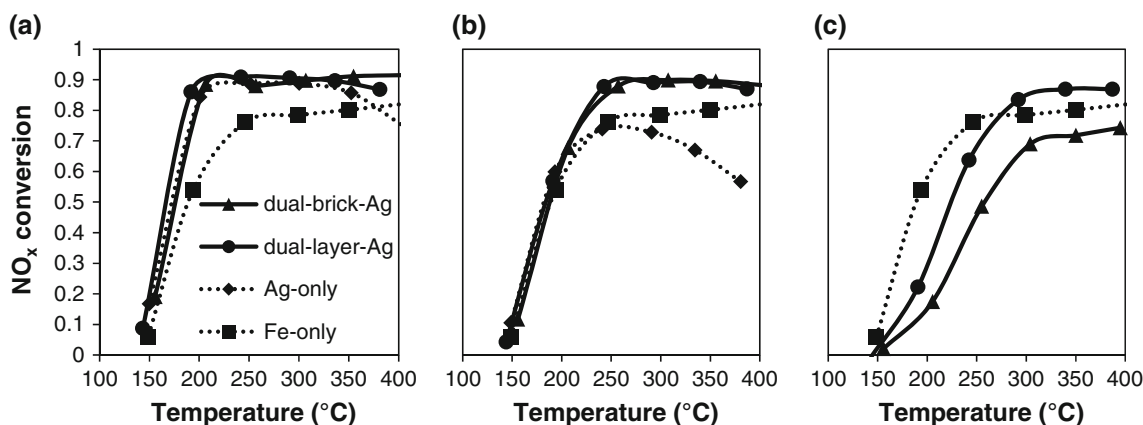 (a)
(b)
(c)
NOx conversion
1
0.9
0.8
0.7
0.6
0.5
0.4
0.3
0.2
0.1
0
dual-brick-Ag
dual-layer-Ag
Ag-only
Fe-only
100 150 200 250 300 350 400
100 150 200 250 300 350 400
100 150 200 250 300 350 400
Temperature (°C)
Temperature (°C)
Temperature (°C)